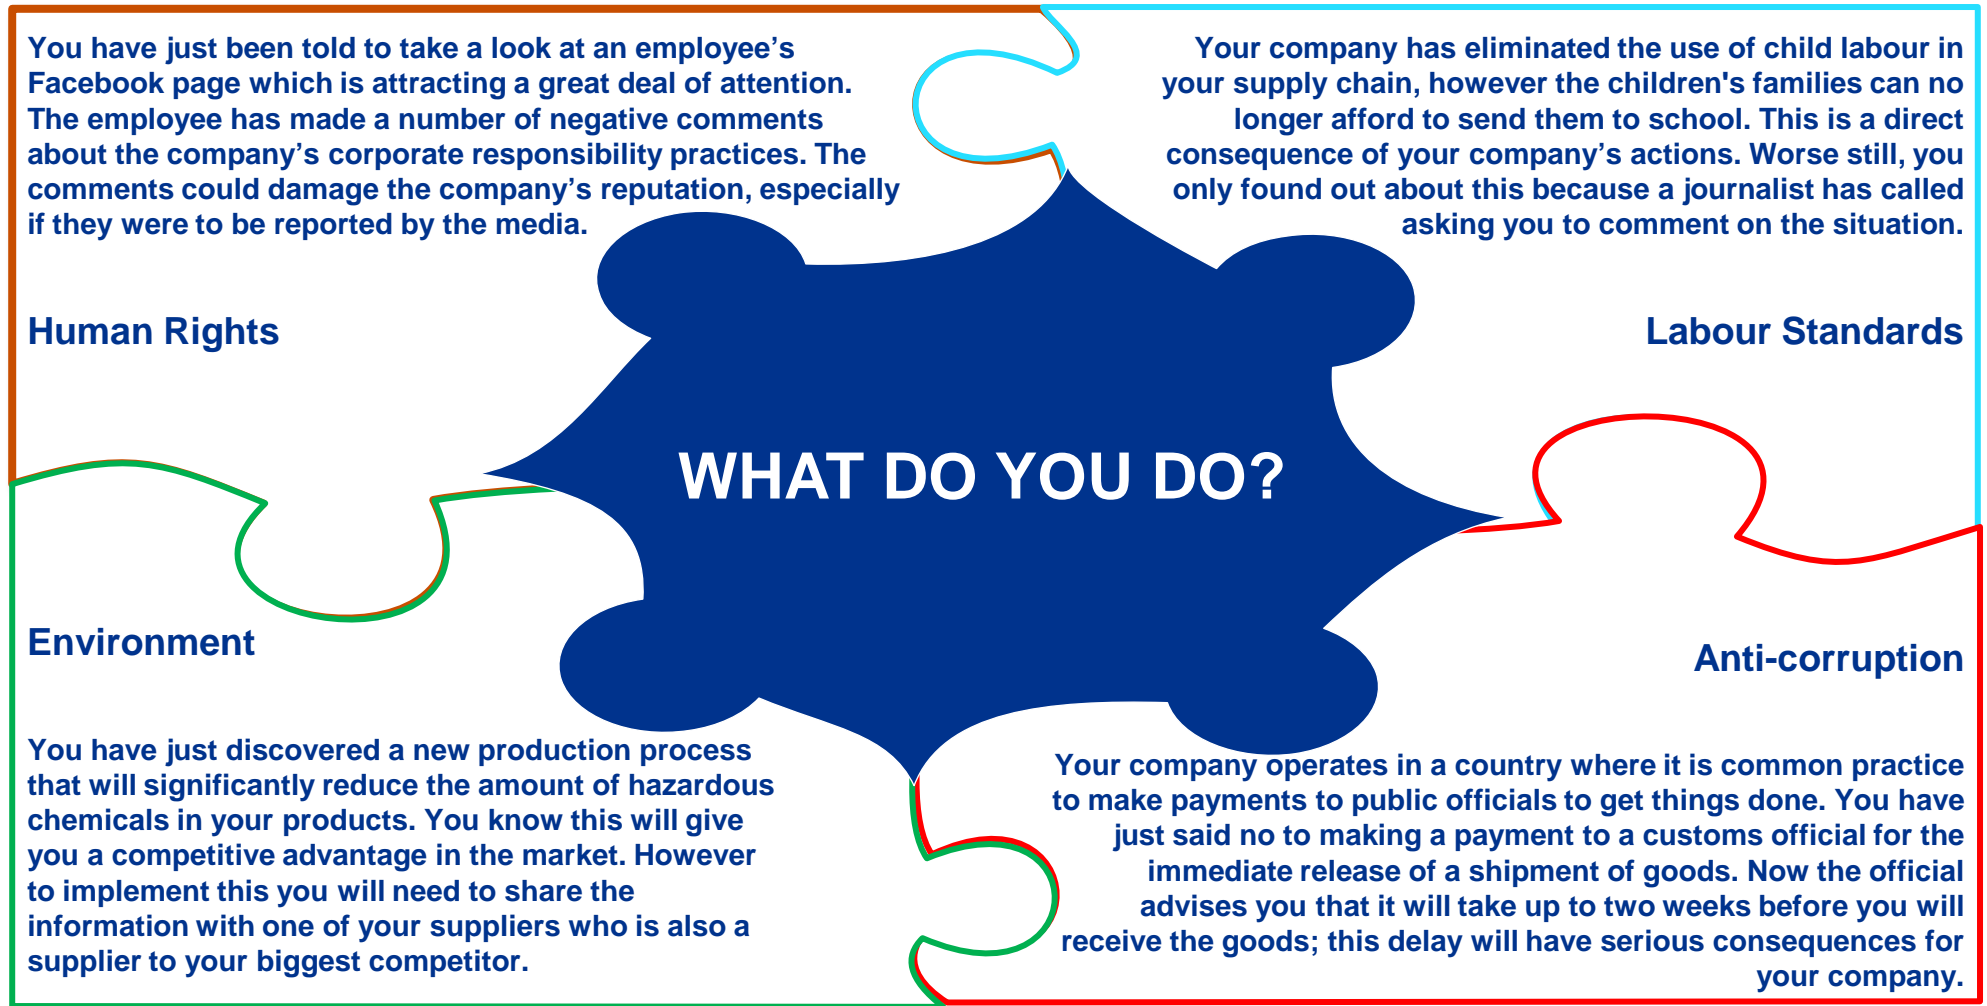 You have just been told to take a look at an employee’s
Facebook page which is attracting a great deal of attention.
The employee has made a number of negative comments
about the company’s corporate responsibility practices. The
comments could damage the company’s reputation, especially
if they were to be reported by the media.
Human Rights
Your company has eliminated the use of child labour in
your supply chain, however the children's families can no
longer afford to send them to school. This is a direct
consequence of your company’s actions. Worse still, you
only found out about this because a journalist has called
asking you to comment on the situation.
Labour Standards
WHAT DO YOU DO?
Environment
You have just discovered a new production process
that will significantly reduce the amount of hazardous
chemicals in your products. You know this will give
you a competitive advantage in the market. However
to implement this you will need to share the
information with one of your suppliers who is also a
supplier to your biggest competitor.
Anti-corruption
Your company operates in a country where it is common practice
to make payments to public officials to get things done. You have
just said no to making a payment to a customs official for the
immediate release of a shipment of goods. Now the official
advises you that it will take up to two weeks before you will
receive the goods; this delay will have serious consequences for
your company.